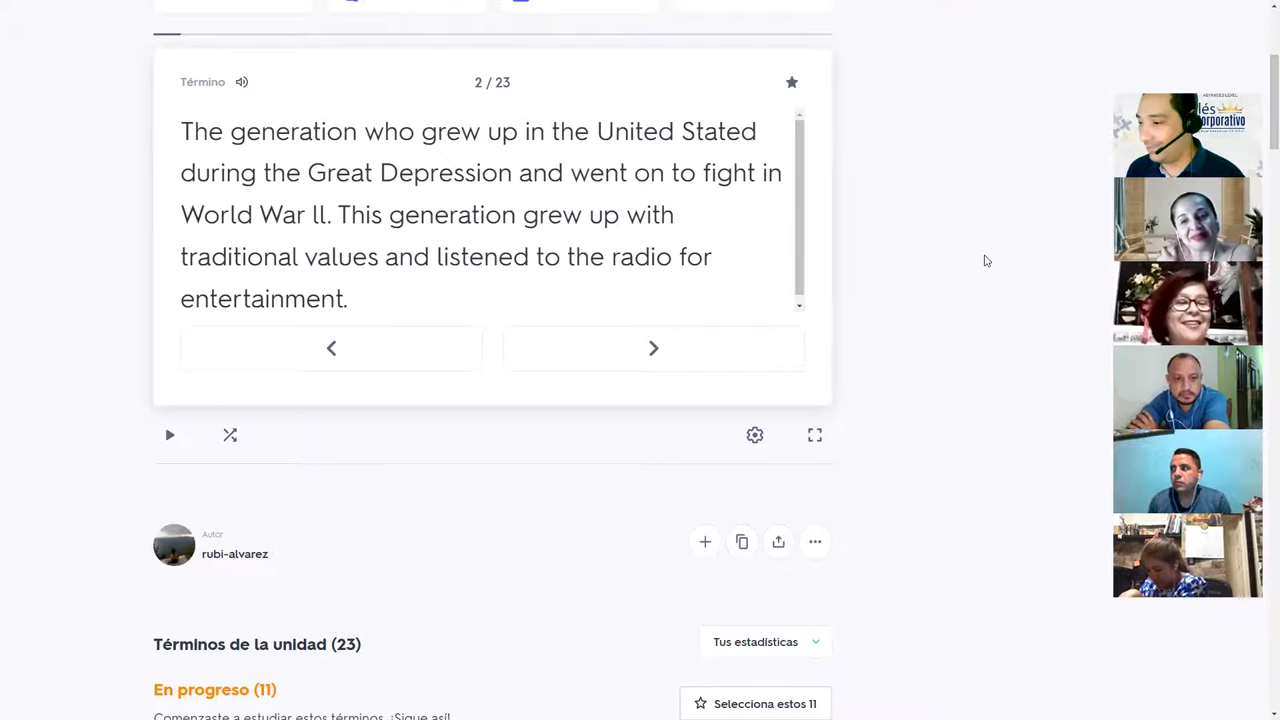 Término
2 / 23
The generation who grew up in the United Stated
during the Great Depression and went on to fight in
World War ll. This generation grew up with
traditional values and listened to the radio for
entertainment.
Autor
rubi-alvarez
Términos de la unidad (23)
Tus estadísticas
En progreso (11)
Selecciona estos 11
Comenzaste a estudiar estos términos. ¡Sigue así!
lés
orporativo